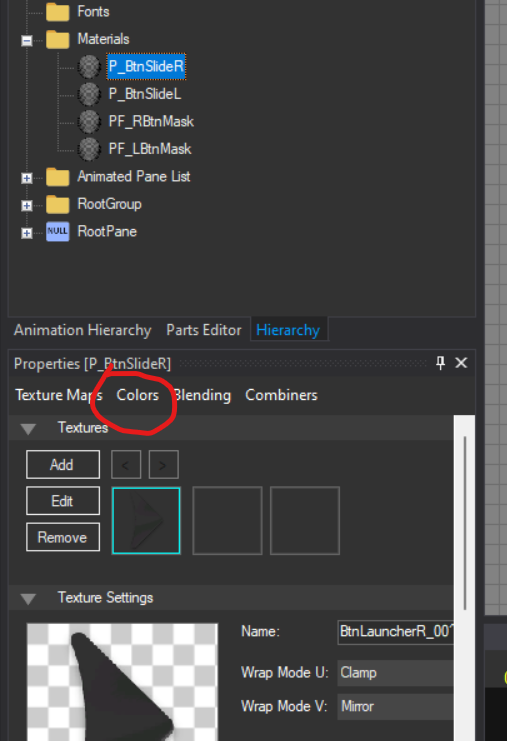 Fonts
Materials
P_BtnSlideR
P_BtnSlideL
PF_RBtnMask
PF_LBtnMask
Animated Pane List
RootGroup
NULL RootPane
Animation Hierarchy Parts Editor Hierarchy
Properties [P_BtnSlideR]
Texture Maps Colors Blending Combiners
Textures
Add < >
Edit
Remove
Texture Settings
Name: BtnLauncherR_00
Wrap Mode U: Clamp
Wrap Mode V: Mirror